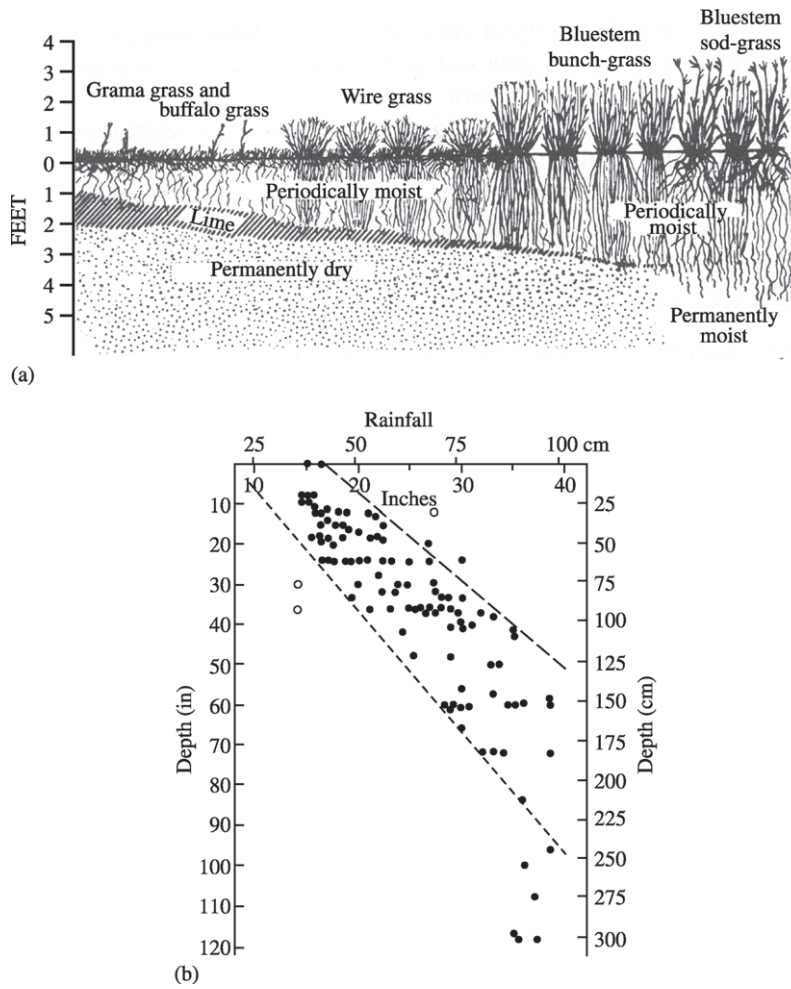 Bluestem
sod-grass
Bluestem
bunch-grass
4
3
2
1
0
1
2
3
4
5
FEET
Grama grass and
buffalo grass
Wire grass
Periodically moist
Periodically
moist
Lime
Permanently dry
Permanently
moist
(a)
Rainfall
25 50 75 100 cm
10 20 30 40
Inches
10
20
30
40
50
60
70
80
90
100
110
120
Depth (in)
25
50
75
100
125
150
175
200
225
250
275
300
Depth (cm)
(b)